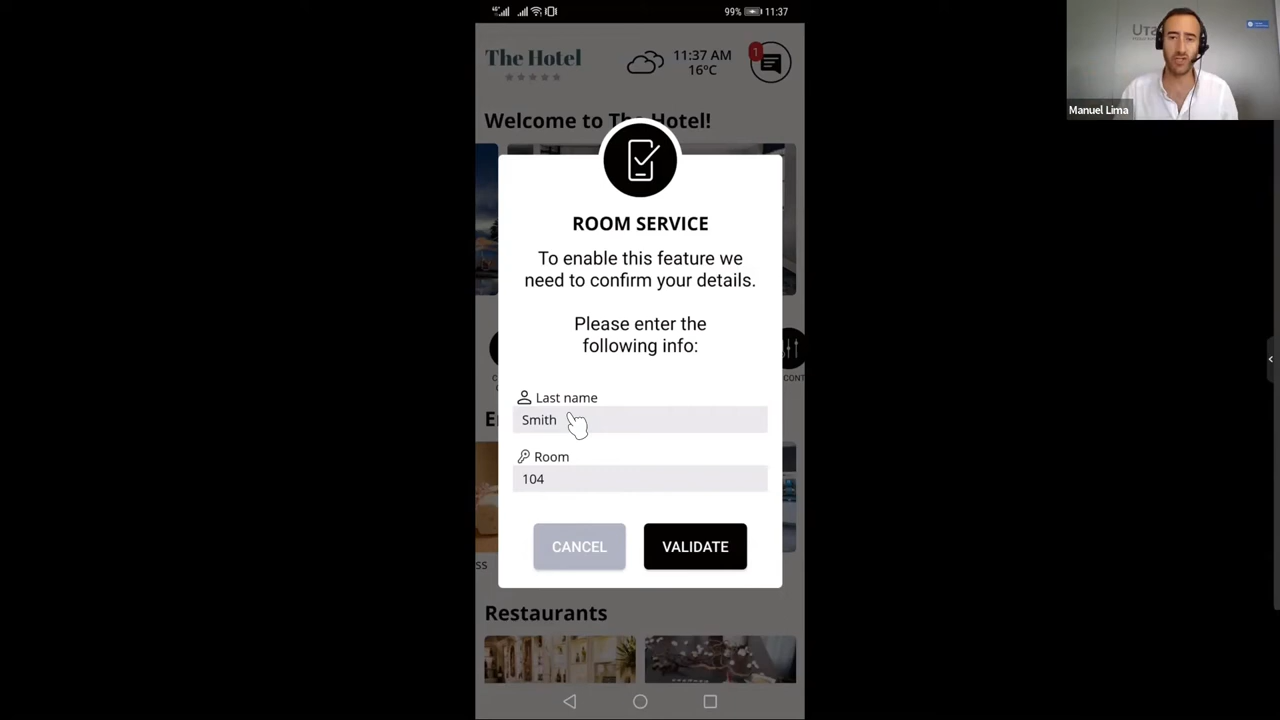 99% 11:37
The Hotel
11:37 AM
16ºC
1
Welcome to The Hotel!
ROOM SERVICE
To enable this feature we
need to confirm your details.
Please enter the
following info:
Last name
Smith
Room
104
CANCEL
VALIDATE
Restaurants
Manuel Lima